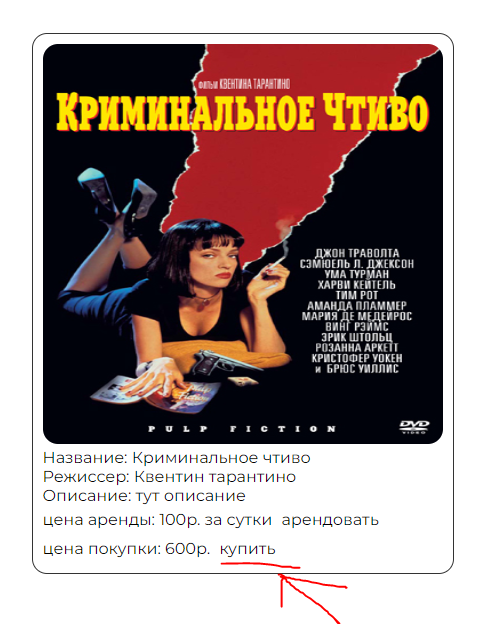 фильм КВЕНТИНА ТАРАНТИНО
КРИМИНАЛЬНОЕ ЧТИВО
ДЖОН ТРАВОЛТА
СЭМЮЕЛЬ Л. ДЖЕКСОН
УМА ТУРМАН
ХАРВИ КЕЙТЕЛЬ
ТИМ РОТ
АМАНДА ПЛАММЕР
МАРИЯ ДЕ МЕДЕЙРОС
ВИНГ РЭЙМС
ЭРИК ШТОЛЬЦ
РОЗАННА АРКЕТТ
КРИСТОФЕР УОКЕН
и БРЮС УИЛЛИС
PULP FICTION
DVD
VIDEO
Название: Криминальное чтиво
Режиссер: Квентин тарантино
Описание: тут описание
цена аренды: 100р. за сутки арендовать
цена покупки: 600р. купить